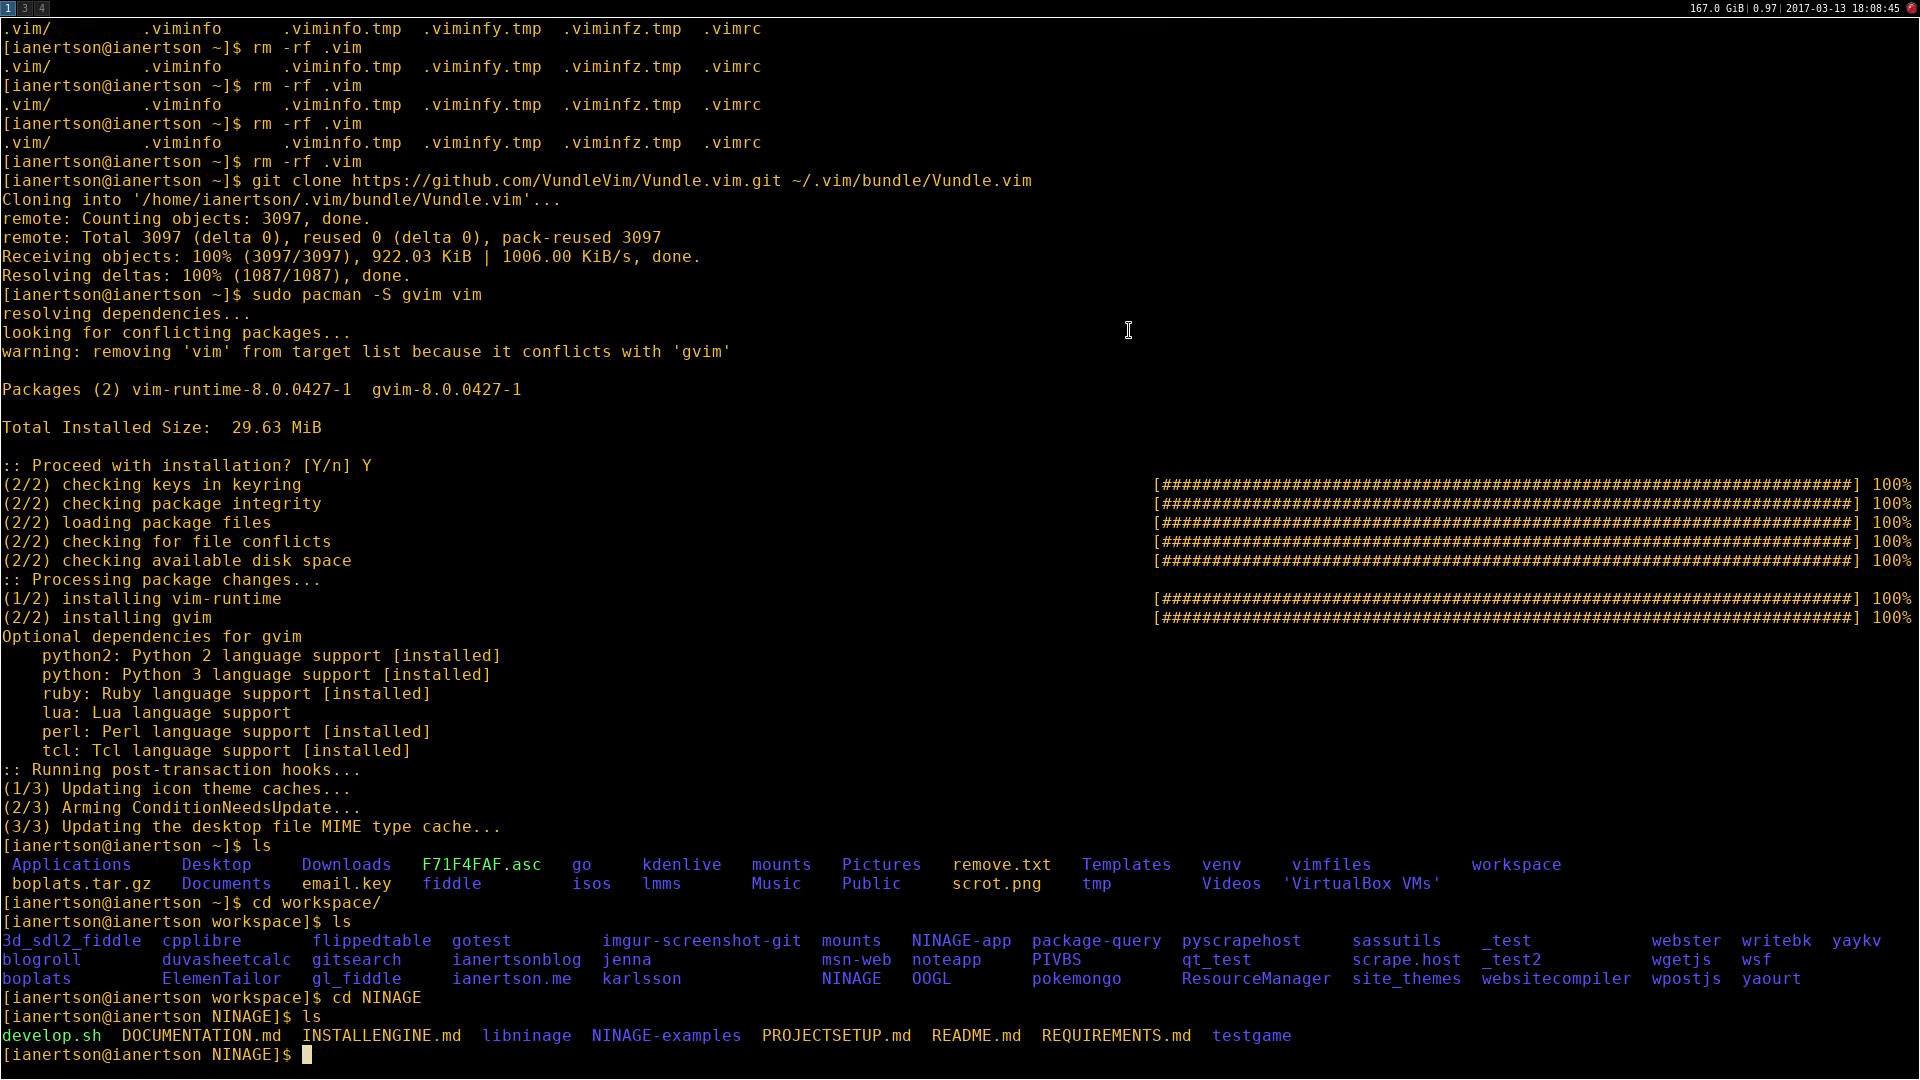 1 3 4 167.0 GiB| 0.97| 2017-03-13 18:08:45
.vim/ .viminfo .viminfo.tmp .viminfy.tmp .viminfz.tmp .vimrc
[ianertson@ianertson ~]$ rm -rf .vim
.vim/ .viminfo .viminfo.tmp .viminfy.tmp .viminfz.tmp .vimrc
[ianertson@ianertson ~]$ rm -rf .vim
.vim/ .viminfo .viminfo.tmp .viminfy.tmp .viminfz.tmp .vimrc
[ianertson@ianertson ~]$ rm -rf .vim
.vim/ .viminfo .viminfo.tmp .viminfy.tmp .viminfz.tmp .vimrc
[ianertson@ianertson ~]$ rm -rf .vim
[ianertson@ianertson ~]$ git clone https://github.com/VundleVim/Vundle.vim.git ~/.vim/bundle/Vundle.vim
Cloning into '/home/ianertson/.vim/bundle/Vundle.vim'...
remote: Counting objects: 3097, done.
remote: Total 3097 (delta 0), reused 0 (delta 0), pack-reused 3097
Receiving objects: 100% (3097/3097), 922.03 KiB | 1006.00 KiB/s, done.
Resolving deltas: 100% (1087/1087), done.
[ianertson@ianertson ~]$ sudo pacman -S gvim vim
resolving dependencies...
looking for conflicting packages...
warning: removing 'vim' from target list because it conflicts with 'gvim'
Packages (2) vim-runtime-8.0.0427-1 gvim-8.0.0427-1
Total Installed Size: 29.63 MiB
:: Proceed with installation? [Y/n] Y
(2/2) checking keys in keyring [#####################################################################] 100%
(2/2) checking package integrity [#####################################################################] 100%
(2/2) loading package files [#####################################################################] 100%
(2/2) checking for file conflicts [#####################################################################] 100%
(2/2) checking available disk space [#####################################################################] 100%
:: Processing package changes...
(1/2) installing vim-runtime [#####################################################################] 100%
(2/2) installing gvim [#####################################################################] 100%
Optional dependencies for gvim
python2: Python 2 language support [installed]
python: Python 3 language support [installed]
ruby: Ruby language support [installed]
lua: Lua language support
perl: Perl language support [installed]
tcl: Tcl language support [installed]
:: Running post-transaction hooks...
(1/3) Updating icon theme caches...
(2/3) Arming ConditionNeedsUpdate...
(3/3) Updating the desktop file MIME type cache...
[ianertson@ianertson ~]$ ls
Applications Desktop Downloads F71F4FAF.asc go kdenlive mounts Pictures remove.txt Templates venv vimfiles workspace
boplats.tar.gz Documents email.key fiddle isos lmms Music Public scrot.png tmp Videos 'VirtualBox VMs'
[ianertson@ianertson ~]$ cd workspace/
[ianertson@ianertson workspace]$ ls
3d_sdl2_fiddle cpplibre flippedtable gotest imgur-screenshot-git mounts NINAGE-app package-query pyscrapehost sassutils _test webster writebk yaykv
blogroll duvasheetcalc gitsearch ianertsonblog jenna msn-web noteapp PIVBS qt_test scrape.host _test2 wgetjs wsf
boplats ElemenTailor gl_fiddle ianertson.me karlsson NINAGE OOGL pokemongo ResourceManager site_themes websitecompiler wpostjs yaourt
[ianertson@ianertson workspace]$ cd NINAGE
[ianertson@ianertson NINAGE]$ ls
develop.sh DOCUMENTATION.md INSTALLENGINE.md libninage NINAGE-examples PROJECTSETUP.md README.md REQUIREMENTS.md testgame
[ianertson@ianertson NINAGE]$